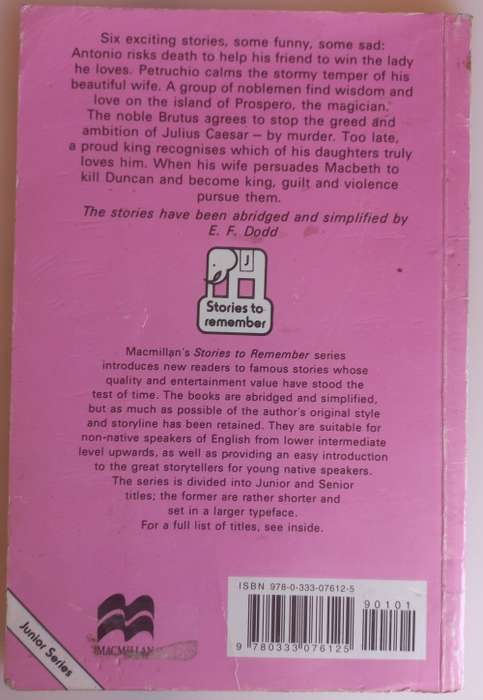 Six exciting stories, some funny, some sad:
Antonio risks death to help his friend to win the lady
he loves. Petruchio calms the stormy temper of his
beautiful wife. A group of noblemen find wisdom and
love on the island of Prospero, the magician.
The noble Brutus agrees to stop the greed and
ambition of Julius Caesar – by murder. Too late,
a proud king recognises which of his daughters truly
loves him. When his wife persuades Macbeth to
kill Duncan and become king, guilt and violence
pursue them.
The stories have been abridged and simplified by
E. F. Dodd
J
Stories to
remember
Macmillan's Stories to Remember series
introduces new readers to famous stories whose
quality and entertainment value have stood the
test of time. The books are abridged and simplified,
but as much as possible of the author's original style
and storyline has been retained. They are suitable for
non-native speakers of English from lower intermediate
level upwards, as well as providing an easy introduction
to the great storytellers for young native speakers.
The series is divided into Junior and Senior
titles; the former are rather shorter and
set in a larger typeface.
For a full list of titles, see inside.
Junior Series
MACMILLAN
ISBN 978-0-333-07612-5
90101
9 780333 076125